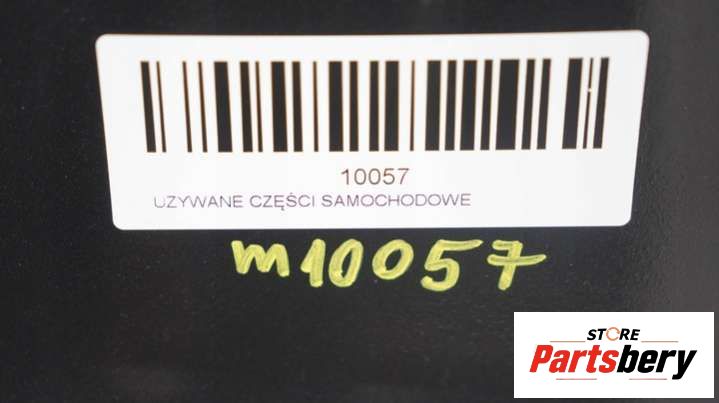 10057
UZYWANE CZĘŚCI SAMOCHODOWE
m10057
STORE
Partsbery